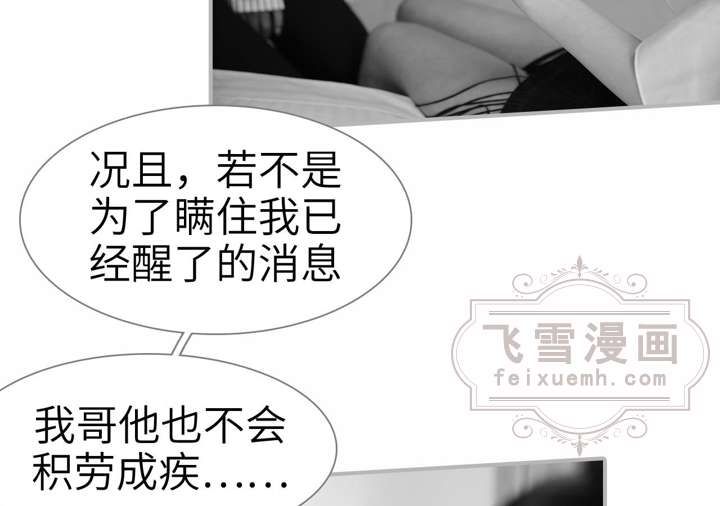 况且，若不是
为了瞒住我已
经醒了的消息
飞雪漫画
feixuemh.com
我哥他也不会
积劳成疾……